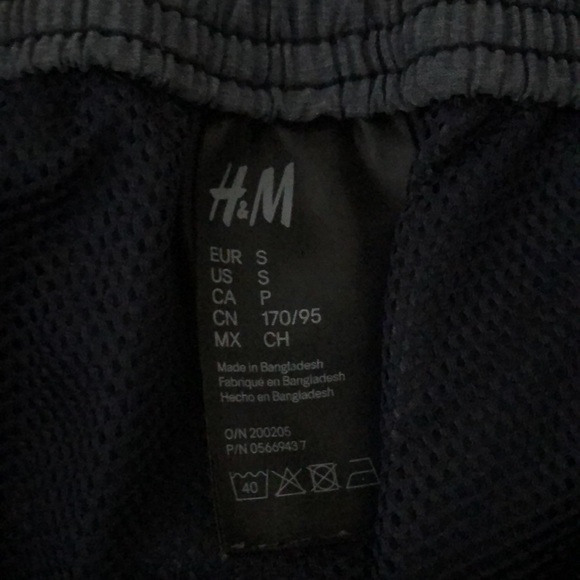 H&M
EUR S
US S
CA P
CN 170/95
MX CH
Made in Bangladesh
Fabriqué en Bangladesh
Hecho en Bangladesh
O/N 200205
P/N 0566943 7
40